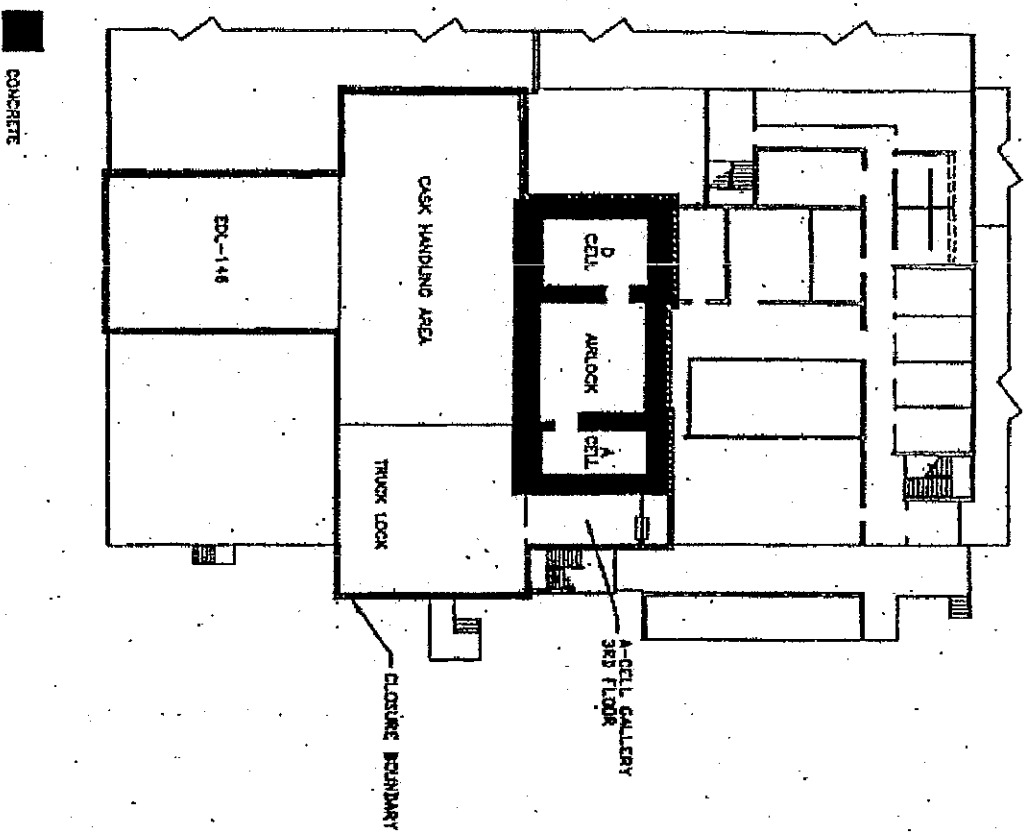 CONCRETE
EDL-146
CASK HANDLING AREA
TRUCK LOCK
D
CELL
AIRLOCK
A
CELL
A-CELL GALLERY
3RD FLOOR
CLOSURE BOUNDARY